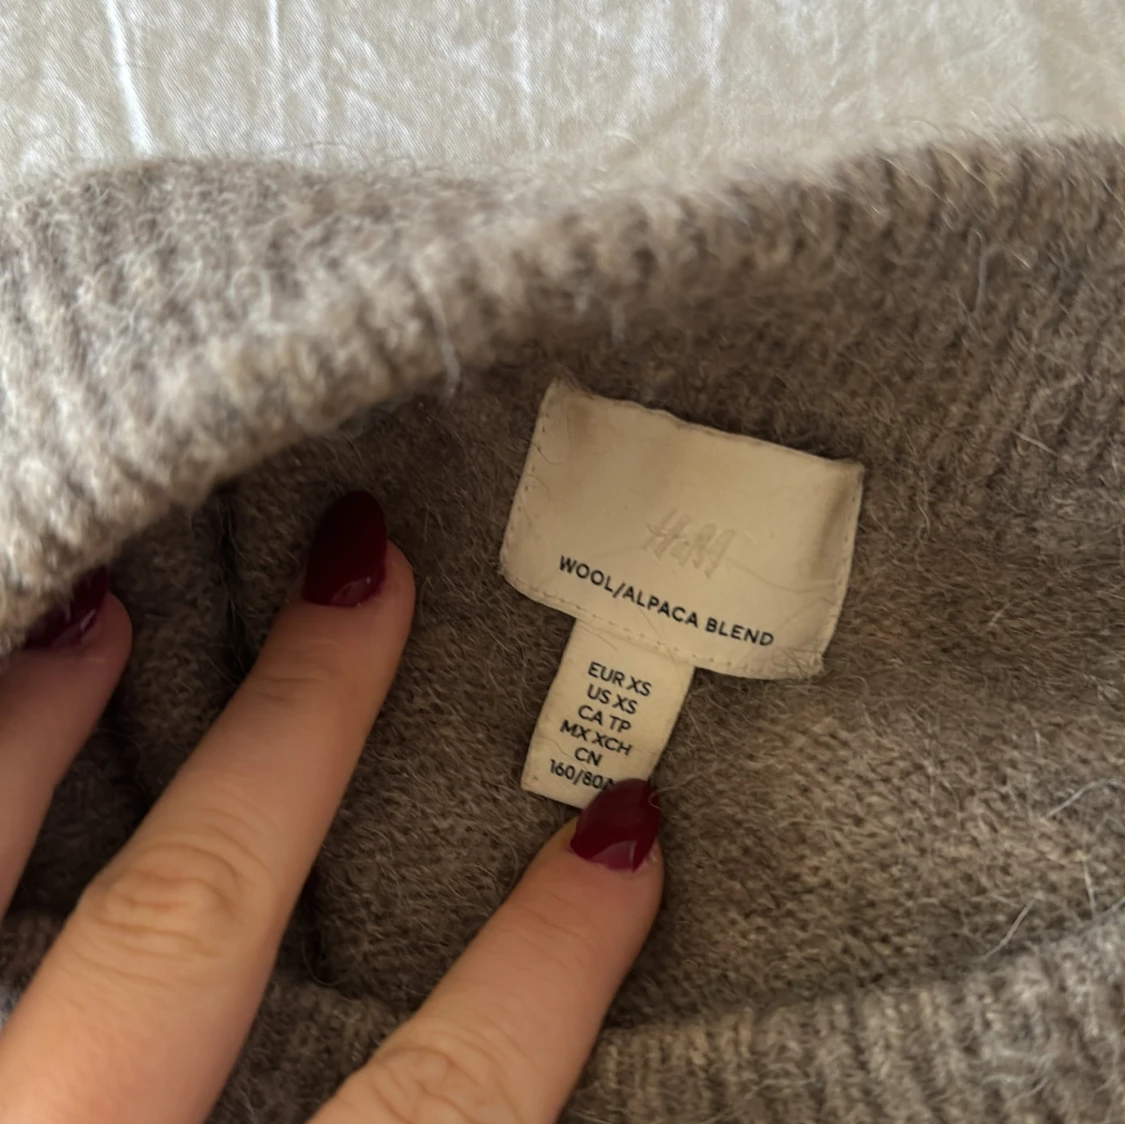 H&M
WOOL/ALPACA BLEND
EUR XS
US XS
CA TP
MX XCH
CN
160/80A